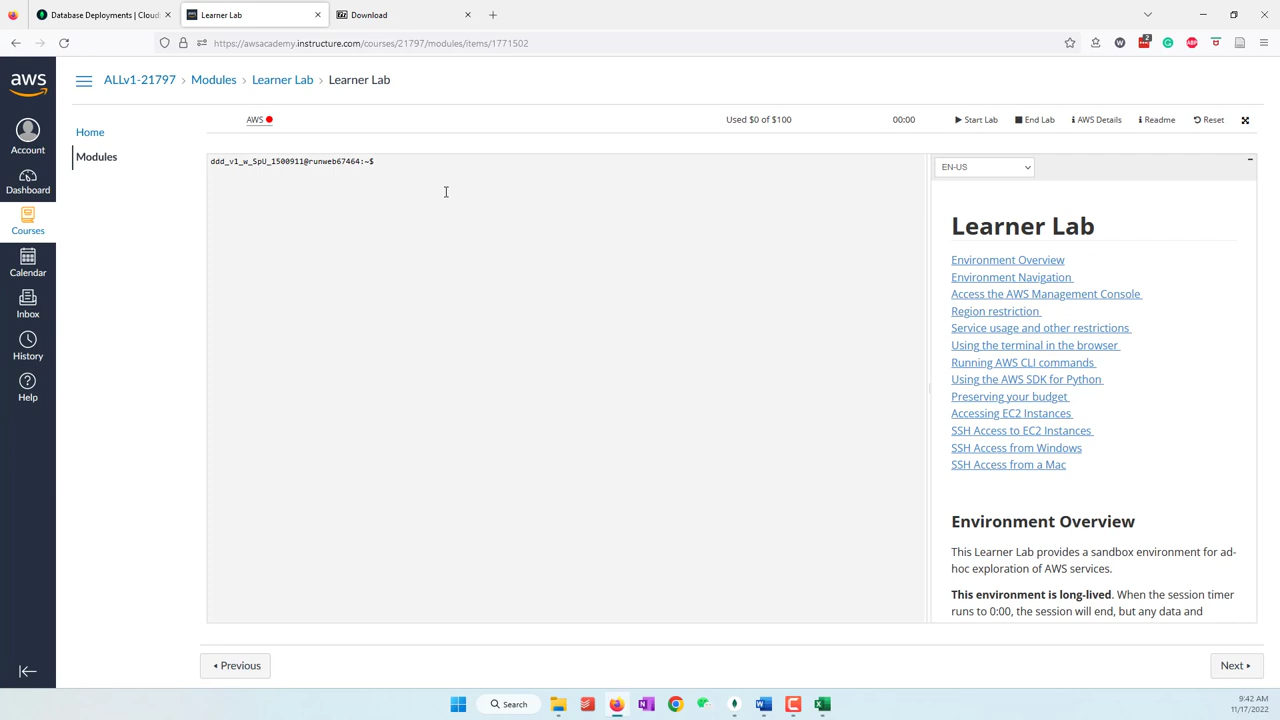 Database Deployments | Cloud:
Learner Lab
Download
https://awsacademy.instructure.com/courses/21797/modules/items/1771502
2
ABP
aws
Account
Dashboard
Courses
Calendar
Inbox
History
Help
ALLv1-21797 › Modules › Learner Lab › Learner Lab
Home
Modules
AWS
Used $0 of $100
00:00
Start Lab
End Lab
AWS Details
Readme
Reset
ddd_v1_w_SpU_1500911@runweb67464:~$
EN-US
Learner Lab
Environment Overview
Environment Navigation
Access the AWS Management Console
Region restriction
Service usage and other restrictions
Using the terminal in the browser
Running AWS CLI commands
Using the AWS SDK for Python
Preserving your budget
Accessing EC2 Instances
SSH Access to EC2 Instances
SSH Access from Windows
SSH Access from a Mac
Environment Overview
This Learner Lab provides a sandbox environment for ad-
hoc exploration of AWS services.
This environment is long-lived. When the session timer
runs to 0:00, the session will end, but any data and
Previous
Next
Search
9:42 AM
11/17/2022